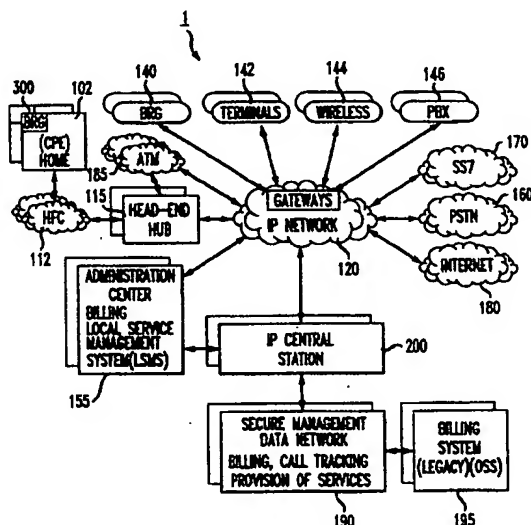 1
140
142
144
146
300
102
BRG
TERMINALS
WIRELESS
PBX
BRG
(CPE)
HOME
185
ATM
SS7
170
115
HEAD-END
HUB
GATEWAYS
IP NETWORK
PSTN
160
HFC
112
120
INTERNET
180
ADMINISTRATION
CENTER
BILLING
LOCAL SERVICE
MANAGEMENT
SYSTEM(LSMS)
155
IP CENTRAL
STATION
200
SECURE MANAGEMENT
DATA NETWORK
BILLING, CALL TRACKING
PROVISION OF SERVICES
190
BILLING
SYSTEM
(LEGACY)(OSS)
195